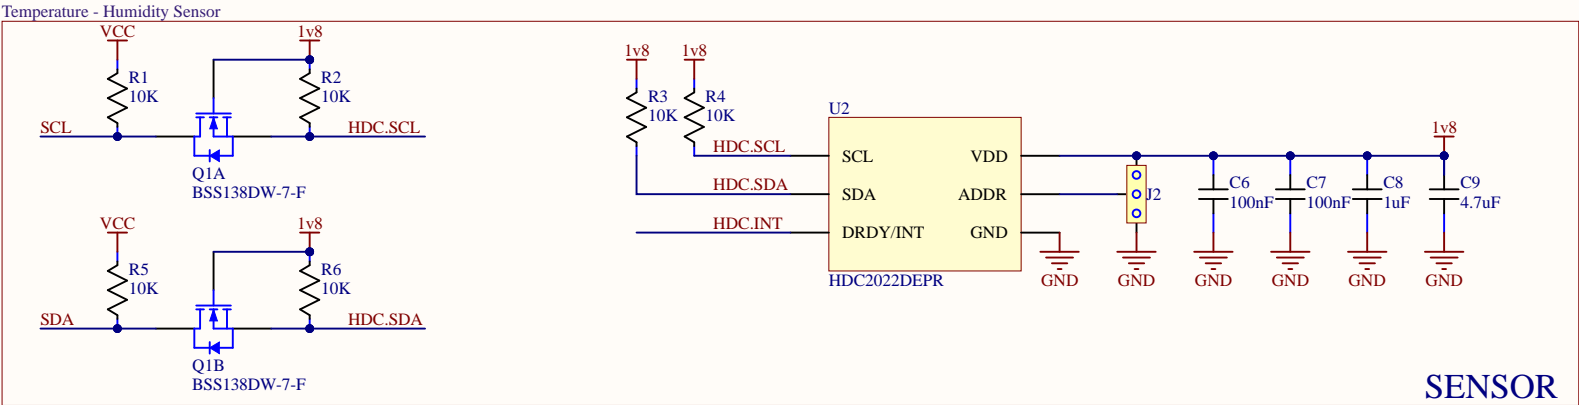 Temperature - Humidity Sensor
VCC
1v8
R1
10K
R2
10K
SCL
HDC.SCL
Q1A
BSS138DW-7-F
VCC
1v8
R5
10K
R6
10K
SDA
HDC.SDA
Q1B
BSS138DW-7-F
1v8
1v8
R3
10K
R4
10K
HDC.SCL
HDC.SDA
HDC.INT
U2
SCL
VDD
SDA
ADDR
DRDY/INT
GND
HDC2022DEPR
J2
1v8
C6
100nF
C7
100nF
C8
1uF
C9
4.7uF
GND
GND
GND
GND
GND
GND
SENSOR